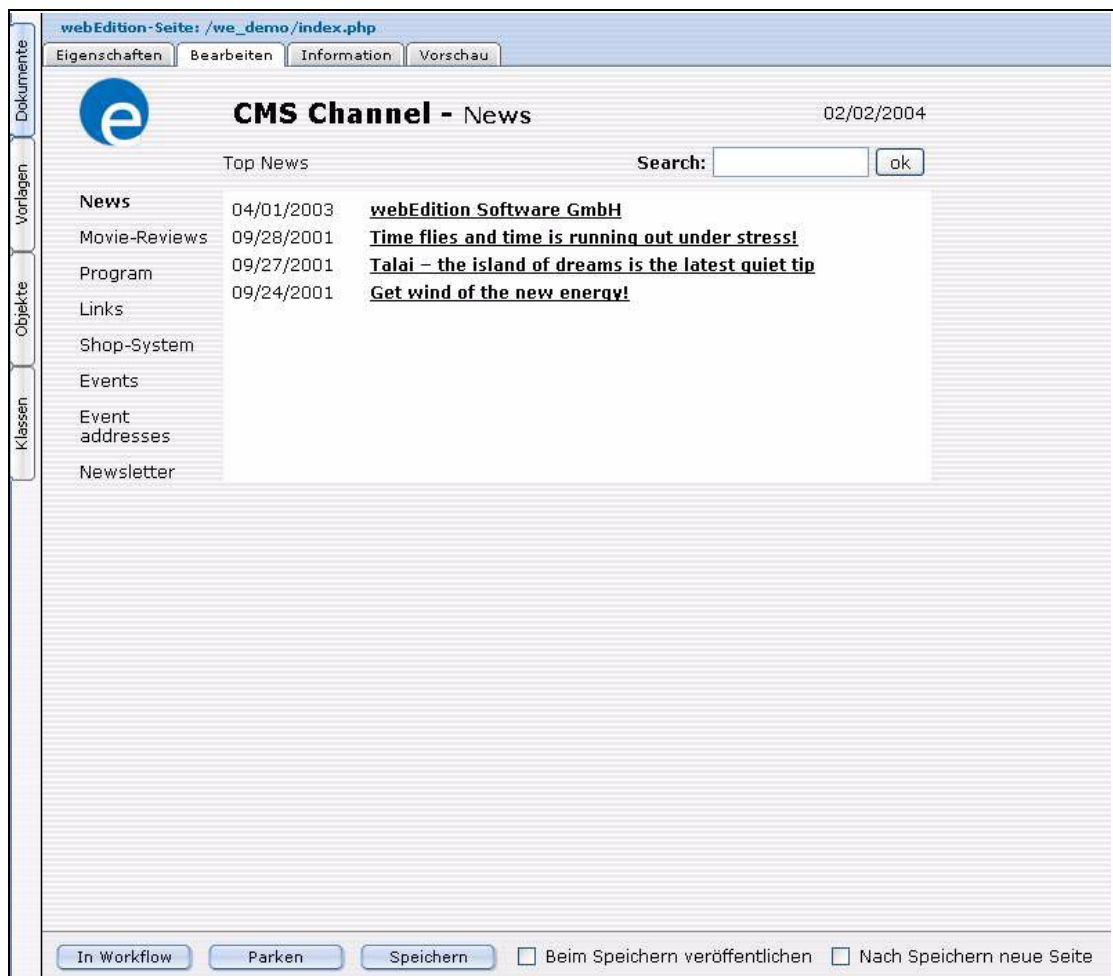 webEdition-Seite: /we_demo/index.php
Eigenschaften Bearbeiten Information Vorschau
Dokumente
Vorlagen
Objekte
Klassen
e
CMS Channel - News 02/02/2004
Top News Search: ok
News
Movie-Reviews
Program
Links
Shop-System
Events
Event
addresses
Newsletter
04/01/2003 webEdition Software GmbH
09/28/2001 Time flies and time is running out under stress!
09/27/2001 Talai – the island of dreams is the latest quiet tip
09/24/2001 Get wind of the new energy!
In Workflow Parken Speichern Beim Speichern veröffentlichen Nach Speichern neue Seite